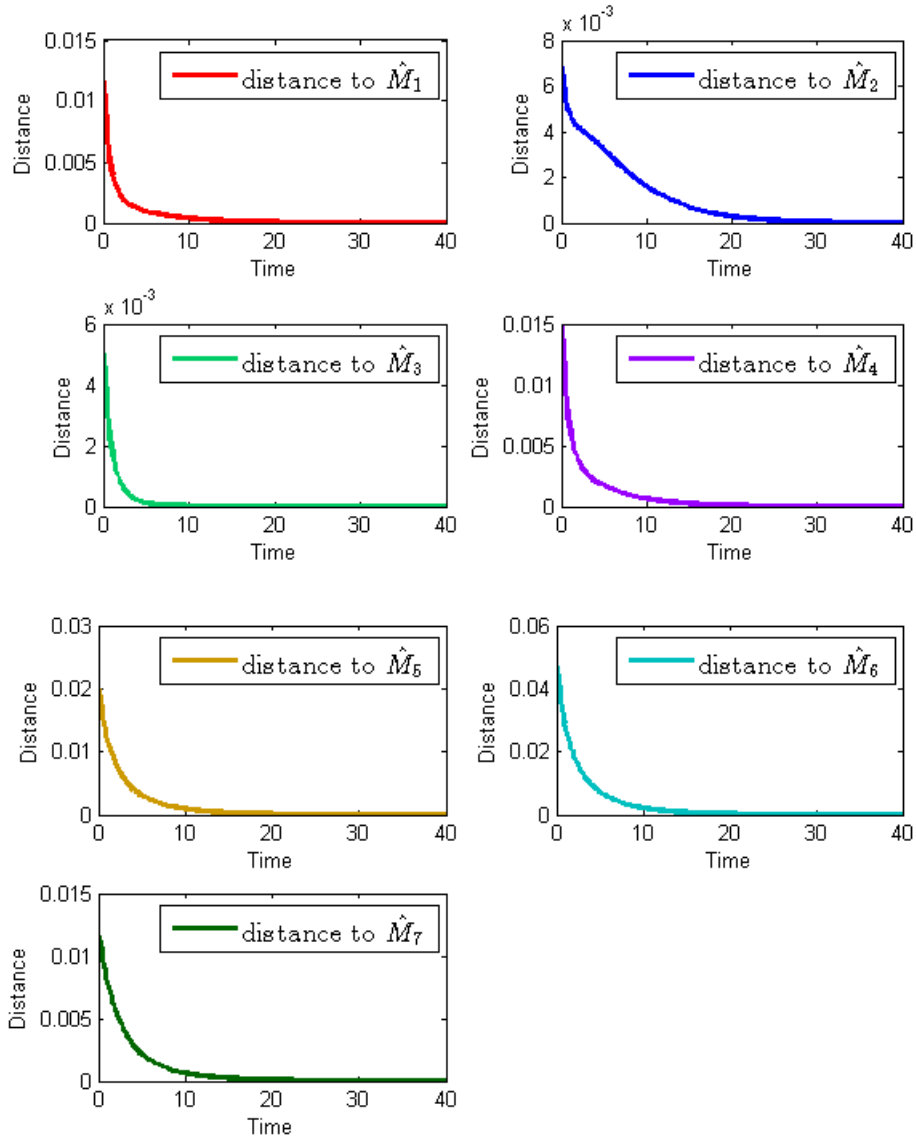 0.015
0.01
0.005
0
Distance
distance to M̂₁
0 10 20 30 40
Time
x 10⁻³
8
6
4
2
0
Distance
distance to M̂₂
0 10 20 30 40
Time
x 10⁻³
6
4
2
0
Distance
distance to M̂₃
0 10 20 30 40
Time
0.015
0.01
0.005
0
Distance
distance to M̂₄
0 10 20 30 40
Time
0.03
0.02
0.01
0
Distance
distance to M̂₅
0 10 20 30 40
Time
0.06
0.04
0.02
0
Distance
distance to M̂₆
0 10 20 30 40
Time
0.015
0.01
0.005
0
Distance
distance to M̂₇
0 10 20 30 40
Time